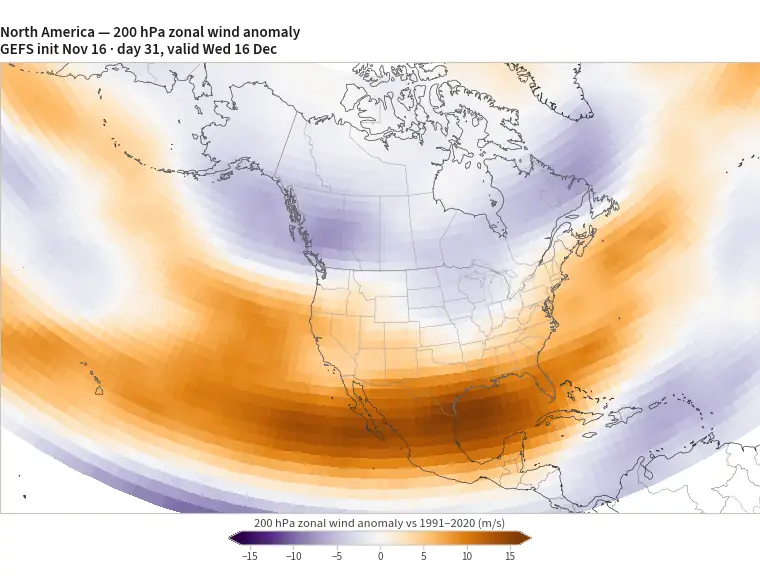 North America — 200 hPa zonal wind anomaly
GEFS init Nov 16 · day 31, valid Wed 16 Dec
200 hPa zonal wind anomaly vs 1991–2020 (m/s)
−15 −10 −5 0 5 10 15